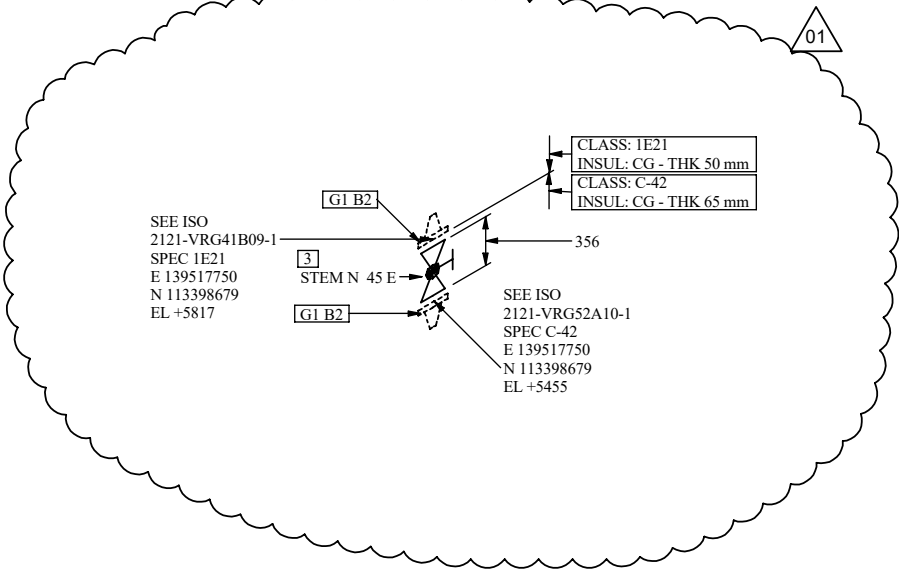 01
CLASS: 1E21
INSUL: CG - THK 50 mm
CLASS: C-42
INSUL: CG - THK 65 mm
G1 B2
SEE ISO
2121-VRG41B09-1
SPEC 1E21
E 139517750
N 113398679
EL +5817
356
3
STEM N 45 E
G1 B2
SEE ISO
2121-VRG52A10-1
SPEC C-42
E 139517750
N 113398679
EL +5455